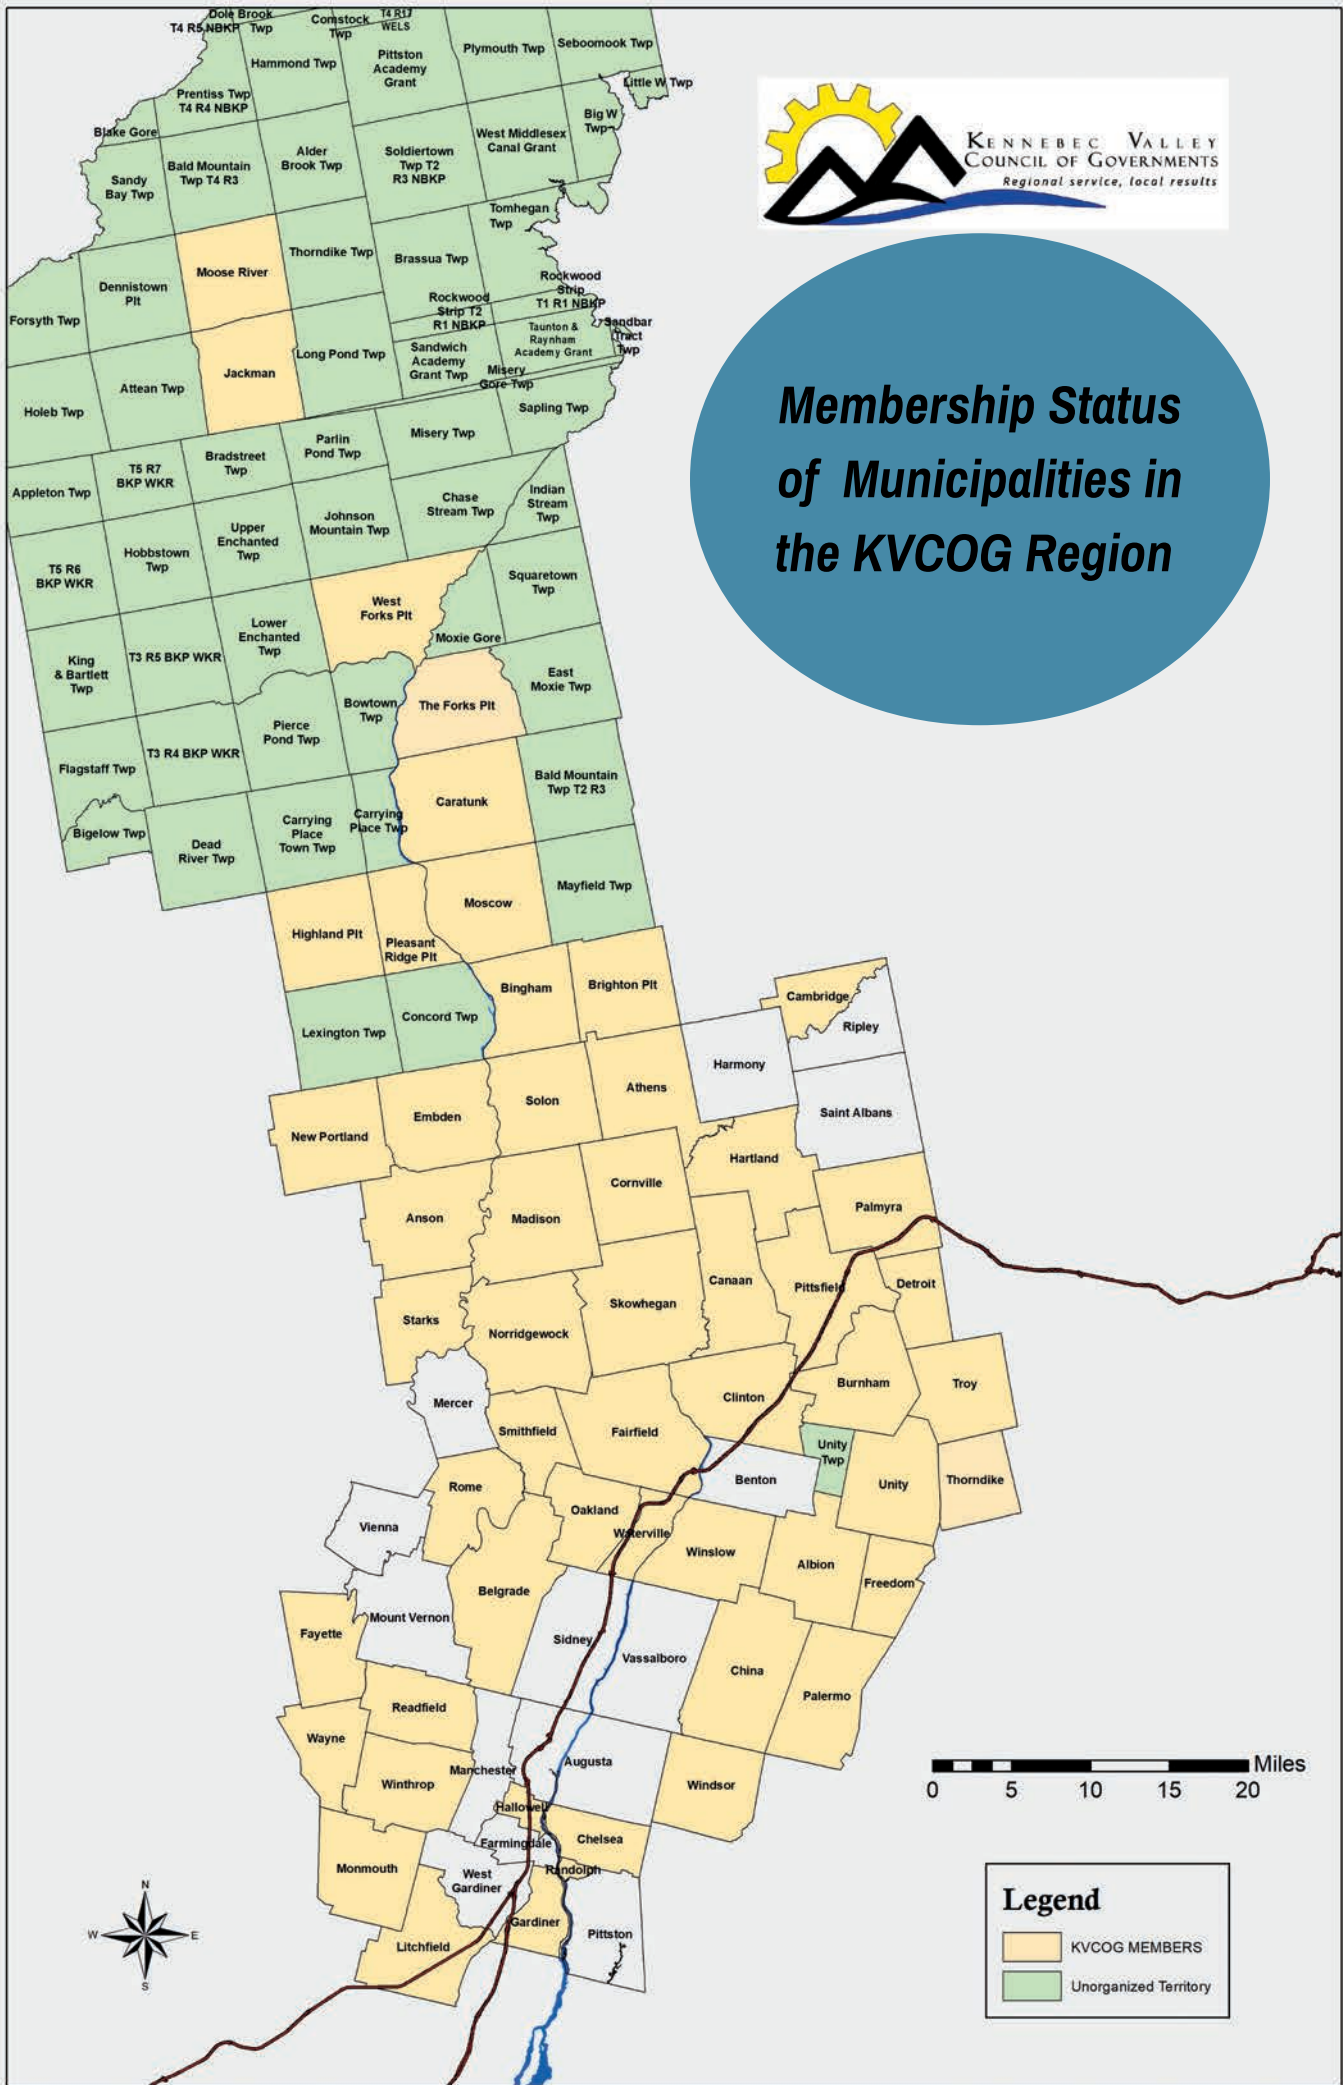 Dole Brook
Twp
T4 R5 NBKP
Comstock
Twp
T4 R17
WELS
Hammond Twp
Pittston
Academy
Grant
Plymouth Twp
Seboomook Twp
Little W Twp
Prentiss Twp
T4 R4 NBKP
Big W
Twp
Blake Gore
West Middlesex
Canal Grant
Sandy
Bay Twp
Bald Mountain
Twp T4 R3
Alder
Brook Twp
Soldiertown
Twp T2
R3 NBKP
Tomhegan
Twp
KENNEBEC VALLEY
COUNCIL OF GOVERNMENTS
Regional service, local results
Moose River
Thorndike Twp
Brassua Twp
Dennistown
Plt
Rockwood
Strip
T1 R1 NBKP
Rockwood
Strip T2
R1 NBKP
Forsyth Twp
Sandbar
Tract
Twp
Taunton &
Raynham
Academy Grant
Long Pond Twp
Sandwich
Academy
Grant Twp
Misery
Gore Twp
Jackman
Attean Twp
Holeb Twp
Sapling Twp
Membership Status
of Municipalities in
the KVCOG Region
Misery Twp
Parlin
Pond Twp
Bradstreet
Twp
T5 R7
BKP WKR
Appleton Twp
Chase
Stream Twp
Indian
Stream
Twp
Johnson
Mountain Twp
Upper
Enchanted
Twp
Hobbstown
Twp
T5 R6
BKP WKR
Squaretown
Twp
West
Forks Plt
Moxie Gore
Lower
Enchanted
Twp
T3 R5 BKP WKR
King
& Bartlett
Twp
East
Moxie Twp
The Forks Plt
Bowtown
Twp
Pierce
Pond Twp
T3 R4 BKP WKR
Flagstaff Twp
Bald Mountain
Twp T2 R3
Caratunk
Carrying
Place Twp
Carrying
Place
Town Twp
Bigelow Twp
Dead
River Twp
Mayfield Twp
Moscow
Highland Plt
Pleasant
Ridge Plt
Bingham
Brighton Plt
Cambridge
Ripley
Concord Twp
Lexington Twp
Harmony
Athens
Solon
Saint Albans
Embden
New Portland
Hartland
Cornville
Palmyra
Anson
Madison
Canaan
Pittsfield
Detroit
Skowhegan
Starks
Norridgewock
Burnham
Troy
Clinton
Mercer
Smithfield
Fairfield
Unity
Twp
Benton
Unity
Thorndike
Rome
Oakland
Vienna
Waterville
Winslow
Albion
Freedom
Belgrade
Mount Vernon
Fayette
Sidney
Vassalboro
China
Palermo
Readfield
Wayne
Augusta
Manchester
Winthrop
Windsor
Hallowell
Farmingdale
Chelsea
Monmouth
Randolph
West
Gardiner
Gardiner
Pittston
Litchfield
Miles
0 5 10 15 20
N
W E
S
Legend
KVCOG MEMBERS
Unorganized Territory